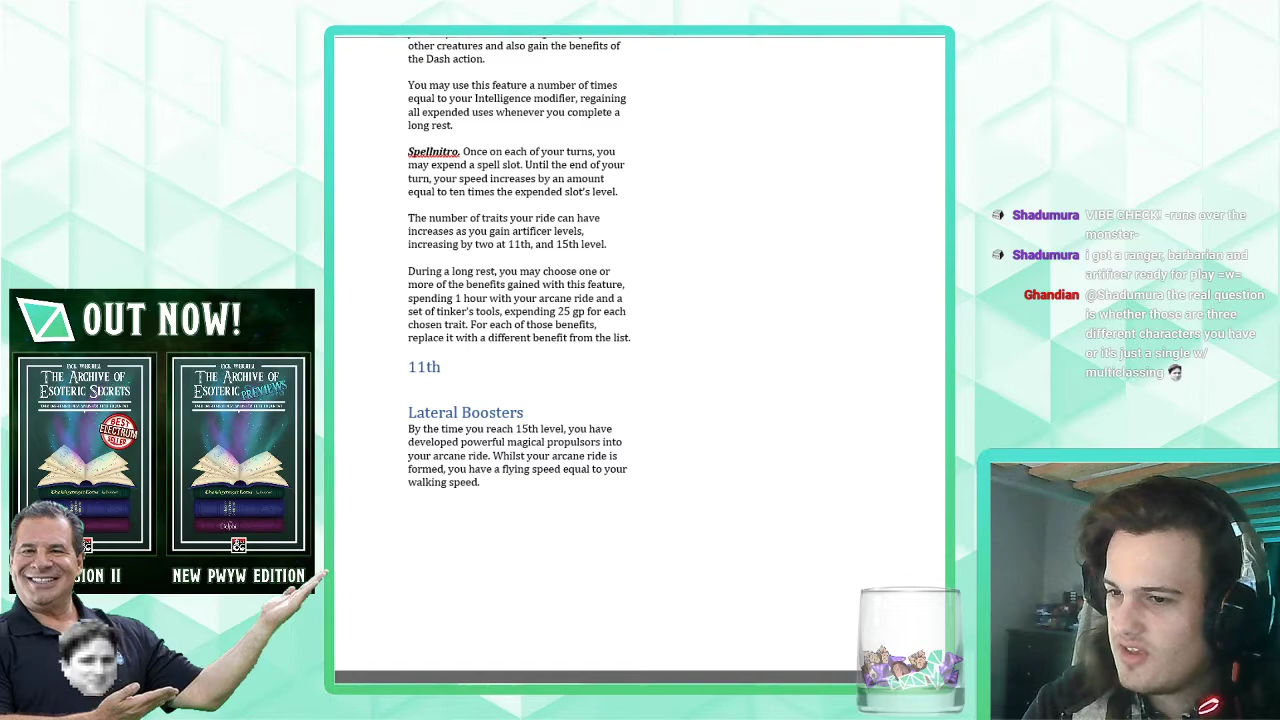 other creatures and also gain the benefits of
the Dash action.
You may use this feature a number of times
equal to your Intelligence modifier, regaining
all expended uses whenever you complete a
long rest.
Spellnitro. Once on each of your turns, you
may expend a spell slot. Until the end of your
turn, your speed increases by an amount
equal to ten times the expended slot's level.
The number of traits your ride can have
increases as you gain artificer levels,
increasing by two at 11th, and 15th level.
During a long rest, you may choose one or
more of the benefits gained with this feature,
spending 1 hour with your arcane ride and a
set of tinker's tools, expending 25 gp for each
chosen trait. For each of those benefits,
replace it with a different benefit from the list.
11th
Lateral Boosters
By the time you reach 15th level, you have
developed powerful magical propulsors into
your arcane ride. Whilst your arcane ride is
formed, you have a flying speed equal to your
walking speed.
OUT NOW!
THE ARCHIVE OF
ESOTERIC SECRETS
BEST
ELECTRUM
SELLER
THE ARCHIVE OF
ESOTERIC PREVIEWS
ION II
NEW PWYW EDITION
Shadumura VIBE CHECK! -runs over the
monster-
Shadumura i got a ranger, barbarian and
artificer ready for play =w=
Ghandian @Shadumura the real question
is whether those are three
different characters you have
or it's just a single w/
multiclassing